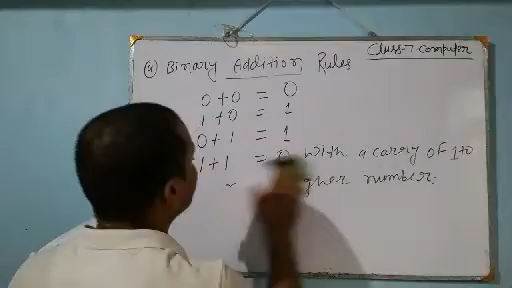 Class-7 Computer
(a) Binary Addition Rules
0 + 0 = 0
1 + 0 = 1
0 + 1 = 1
1 + 1 = 0 with a carry of 1 to
number.